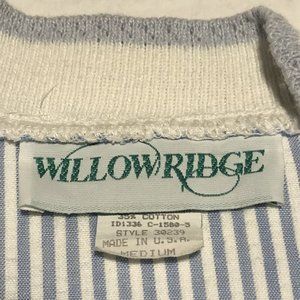 WILLOWRIDGE
35% COTTON
ID1336 C-1580-5
STYLE 30239
MADE IN U.S.A.
MEDIUM